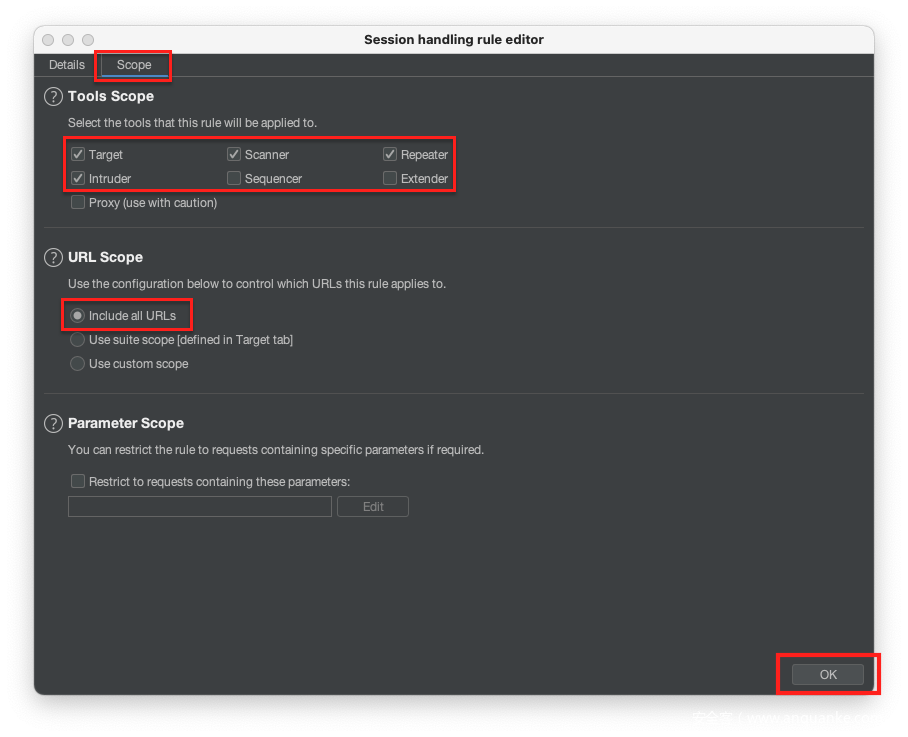 Session handling rule editor
Details Scope
? Tools Scope
Select the tools that this rule will be applied to.
Target Scanner Repeater
Intruder Sequencer Extender
Proxy (use with caution)
? URL Scope
Use the configuration below to control which URLs this rule applies to.
Include all URLs
Use suite scope [defined in Target tab]
Use custom scope
? Parameter Scope
You can restrict the rule to requests containing specific parameters if required.
Restrict to requests containing these parameters:
Edit
OK